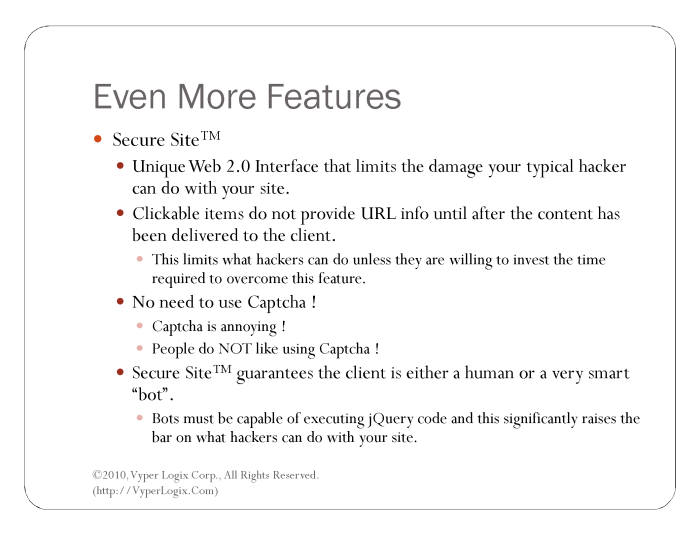 Even More Features
• Secure Site™
• Unique Web 2.0 Interface that limits the damage your typical hacker
can do with your site.
• Clickable items do not provide URL info until after the content has
been delivered to the client.
• This limits what hackers can do unless they are willing to invest the time
required to overcome this feature.
• No need to use Captcha !
• Captcha is annoying !
• People do NOT like using Captcha !
• Secure Site™ guarantees the client is either a human or a very smart
“bot”.
• Bots must be capable of executing jQuery code and this significantly raises the
bar on what hackers can do with your site.
©2010, Vyper Logix Corp., All Rights Reserved.
(http://VyperLogix.Com)